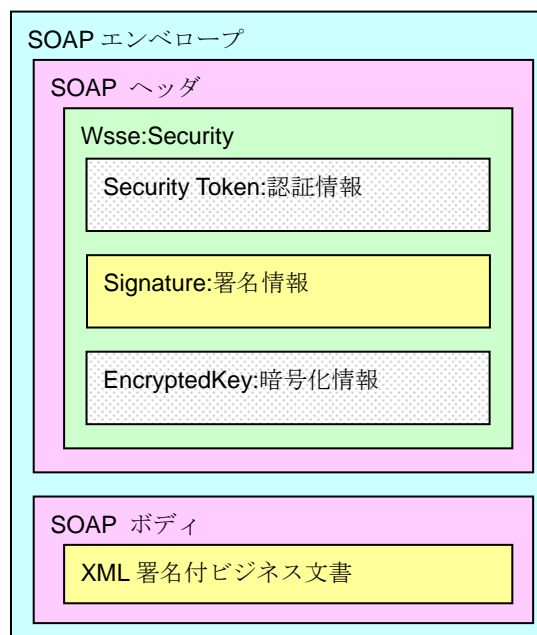 SOAP エンベロープ
SOAP ヘッダ
Wsse:Security
Security Token:認証情報
Signature:署名情報
EncryptedKey:暗号化情報
SOAP ボディ
XML 署名付ビジネス文書